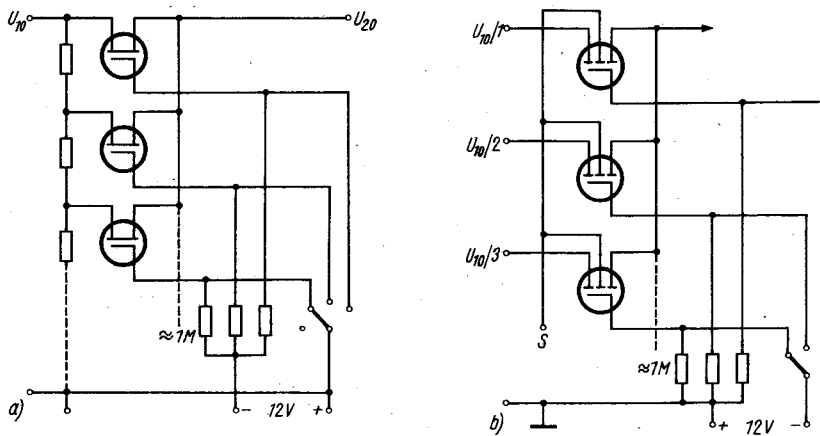 U10
U20
≈1M
a)
- 12V +
U10/1
U10/2
U10/3
S
≈1M
b)
+ 12V -